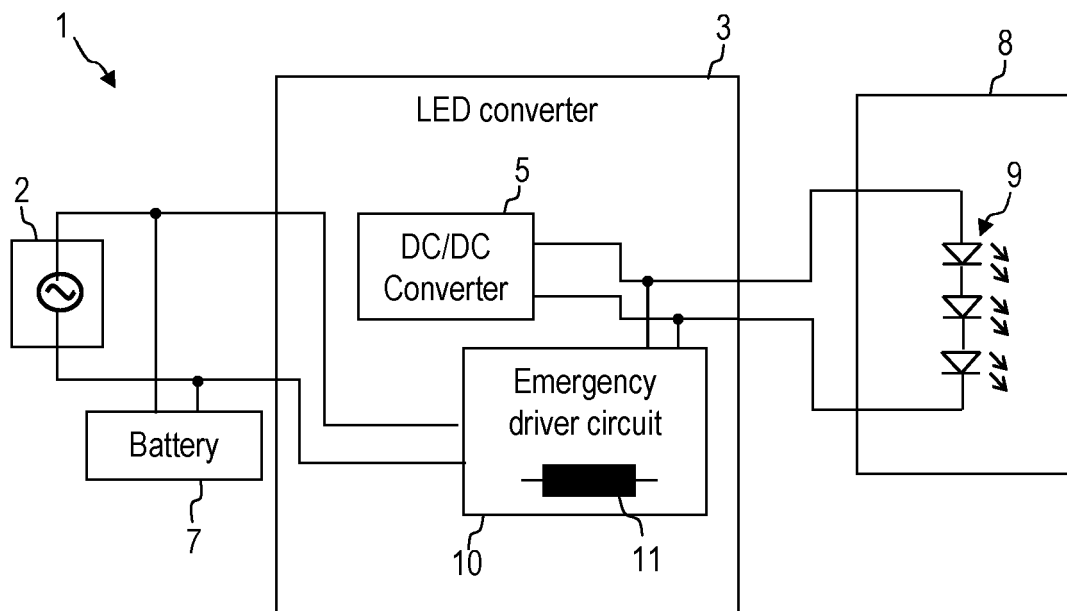 1
3
8
LED converter
2
5
9
DC/DC
Converter
Emergency
driver circuit
Battery
7
10
11